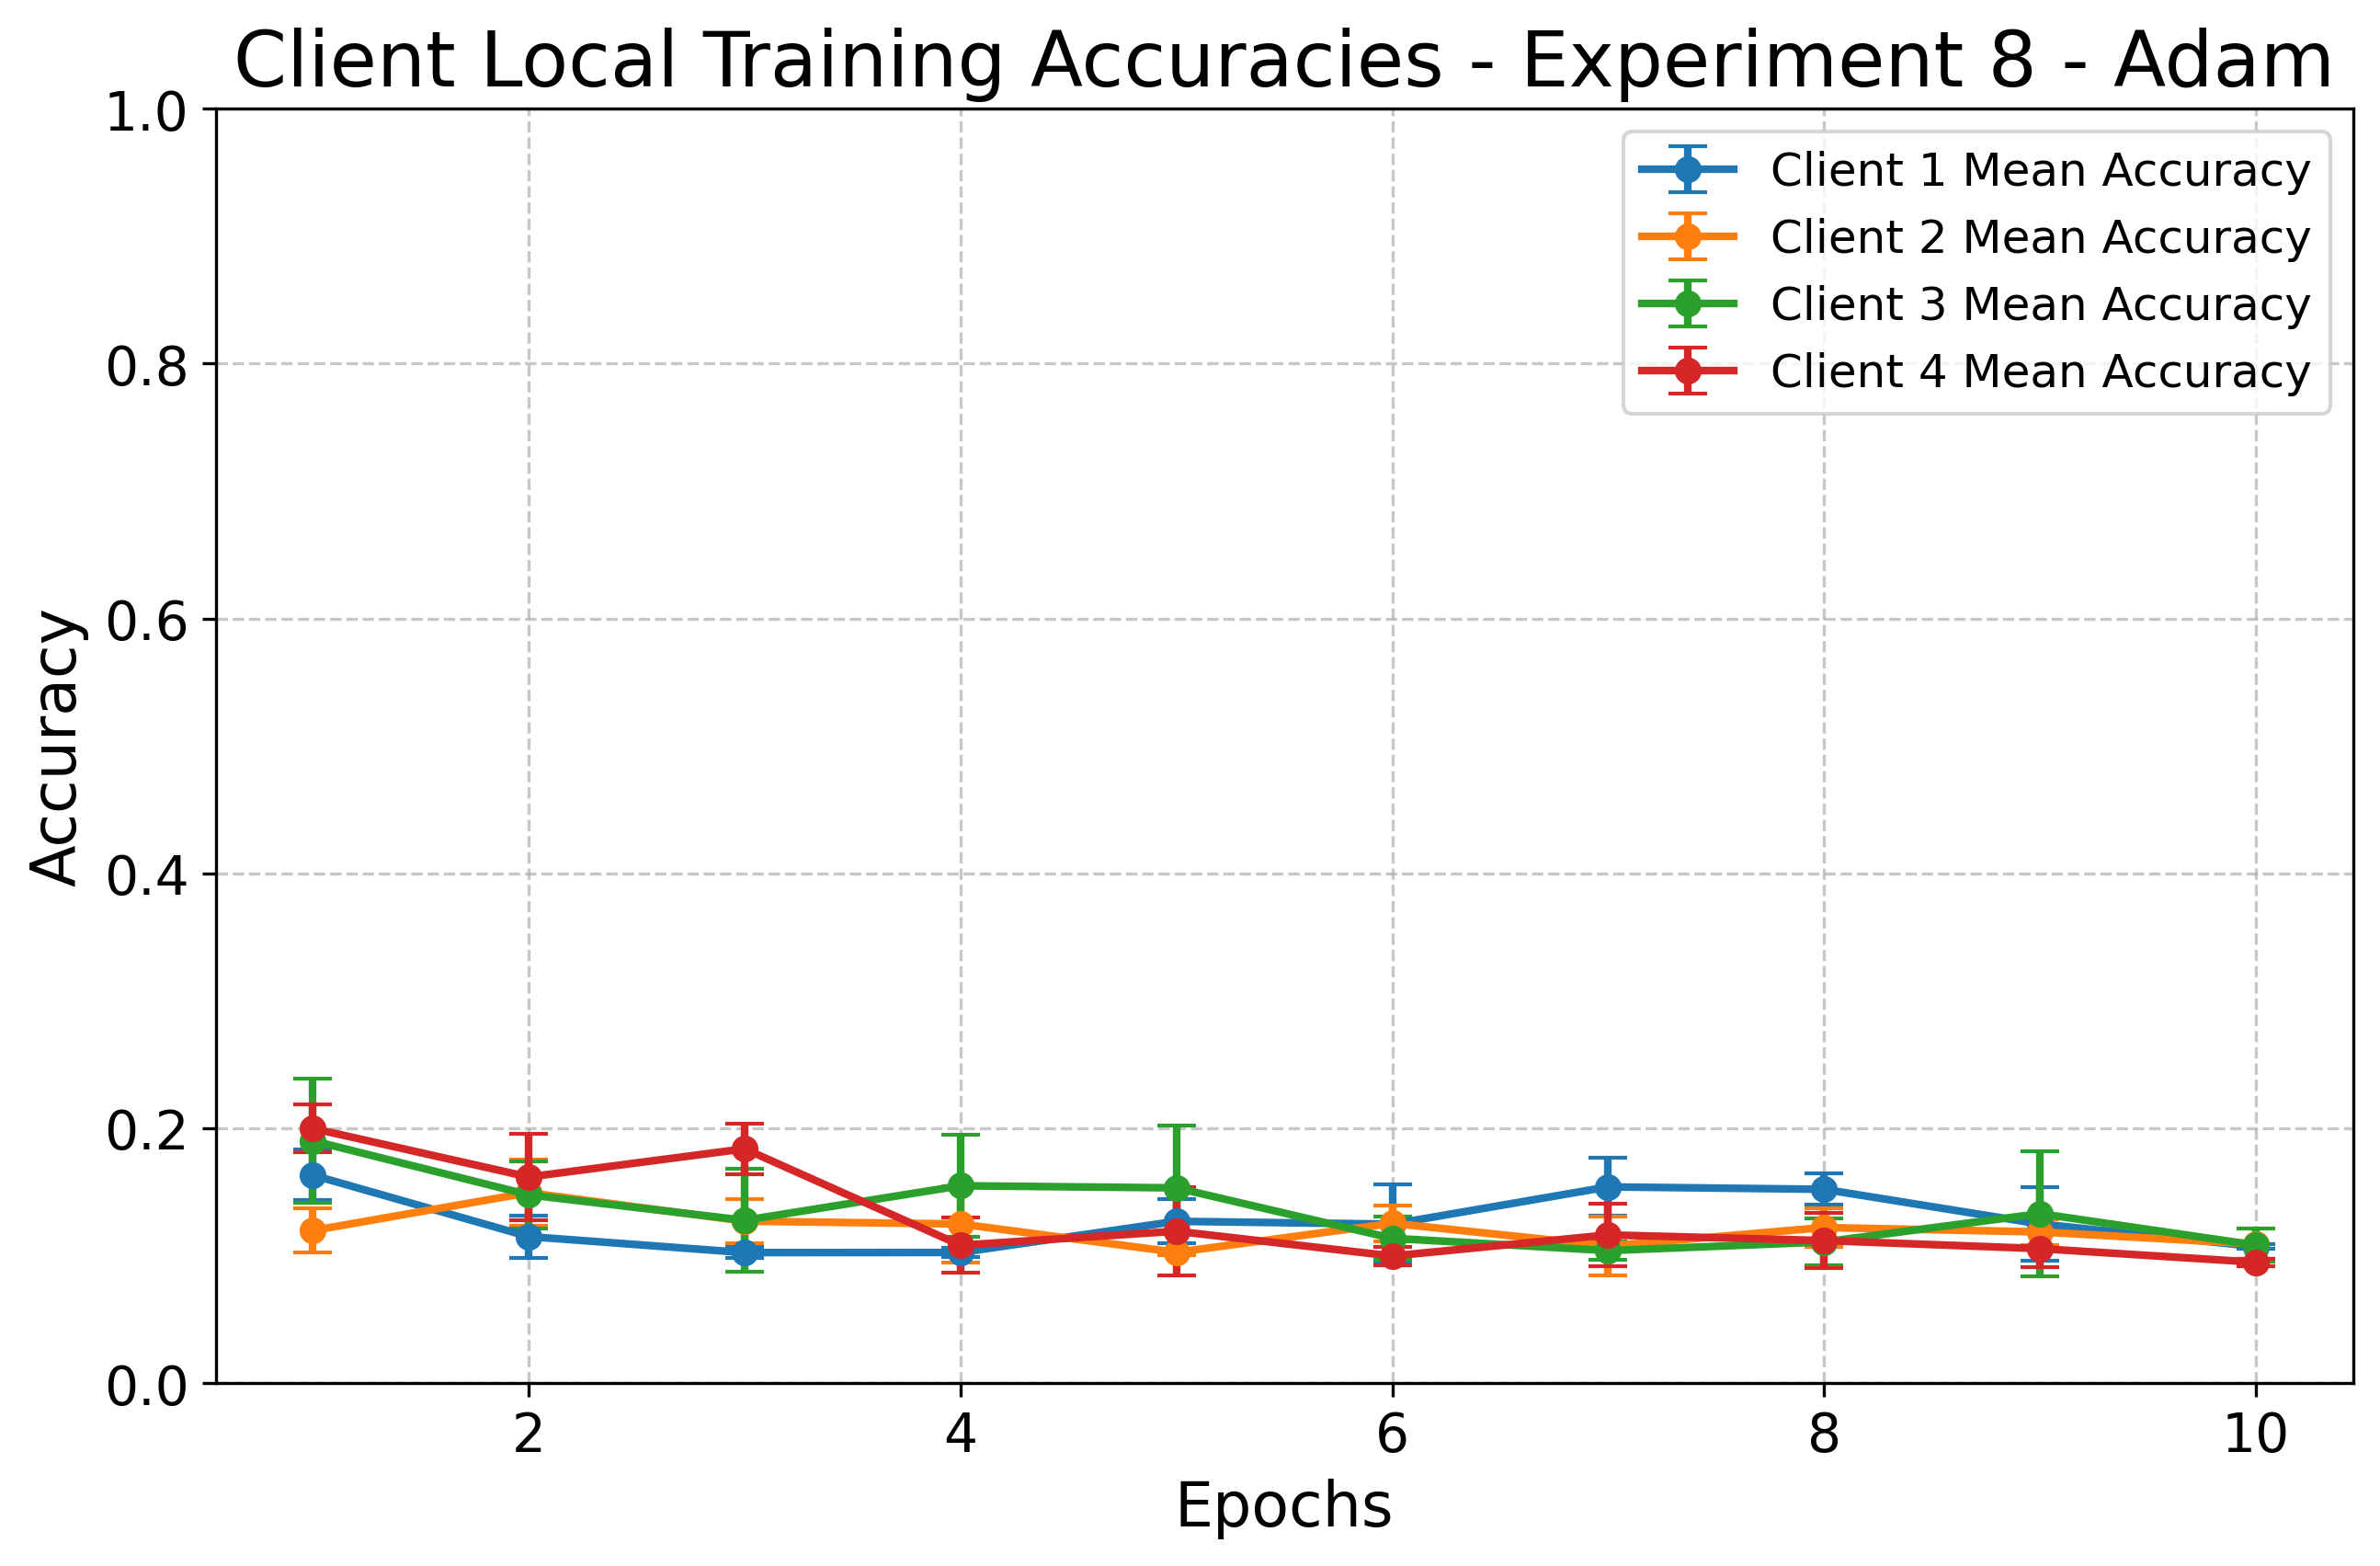 Client Local Training Accuracies - Experiment 8 - Adam
Client 1 Mean Accuracy
Client 2 Mean Accuracy
Client 3 Mean Accuracy
Client 4 Mean Accuracy
Accuracy
1.0
0.8
0.6
0.4
0.2
0.0
2
4
6
8
10
Epochs